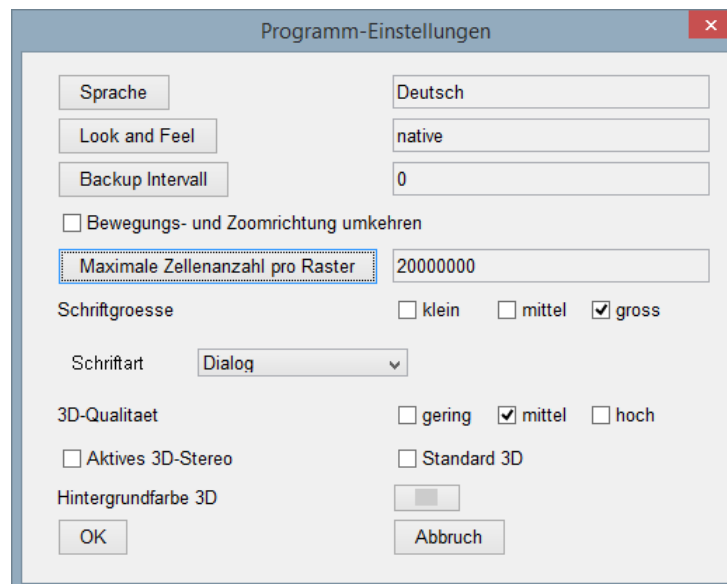 Programm-Einstellungen
Sprache Deutsch
Look and Feel native
Backup Intervall 0
Bewegungs- und Zoomrichtung umkehren
Maximale Zellenanzahl pro Raster 20000000
Schriftgroesse klein mittel gross
Schriftart Dialog
3D-Qualitaet gering mittel hoch
Aktives 3D-Stereo Standard 3D
Hintergrundfarbe 3D
OK Abbruch